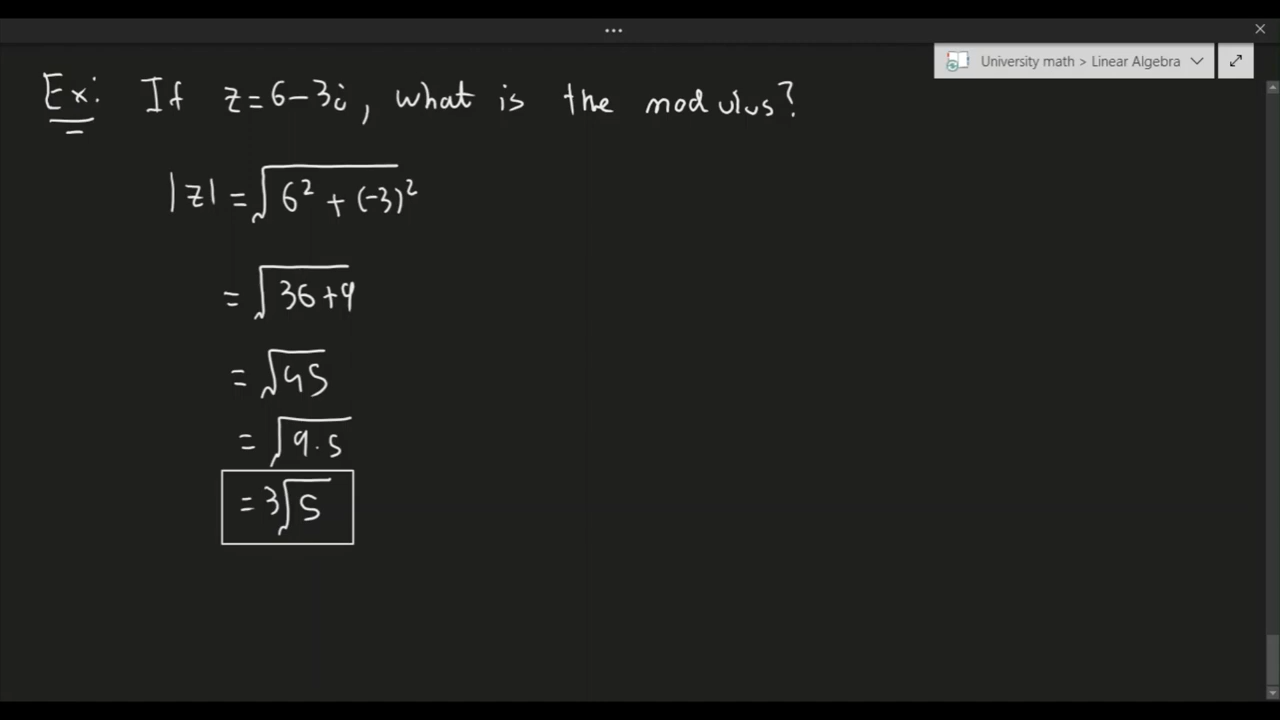 ...
University math > Linear Algebra
Ex: If z=6-3i, what is the modulus?
|z| = √6² + (-3)²
= √36+9
= √45
= √9.5
= 3√5